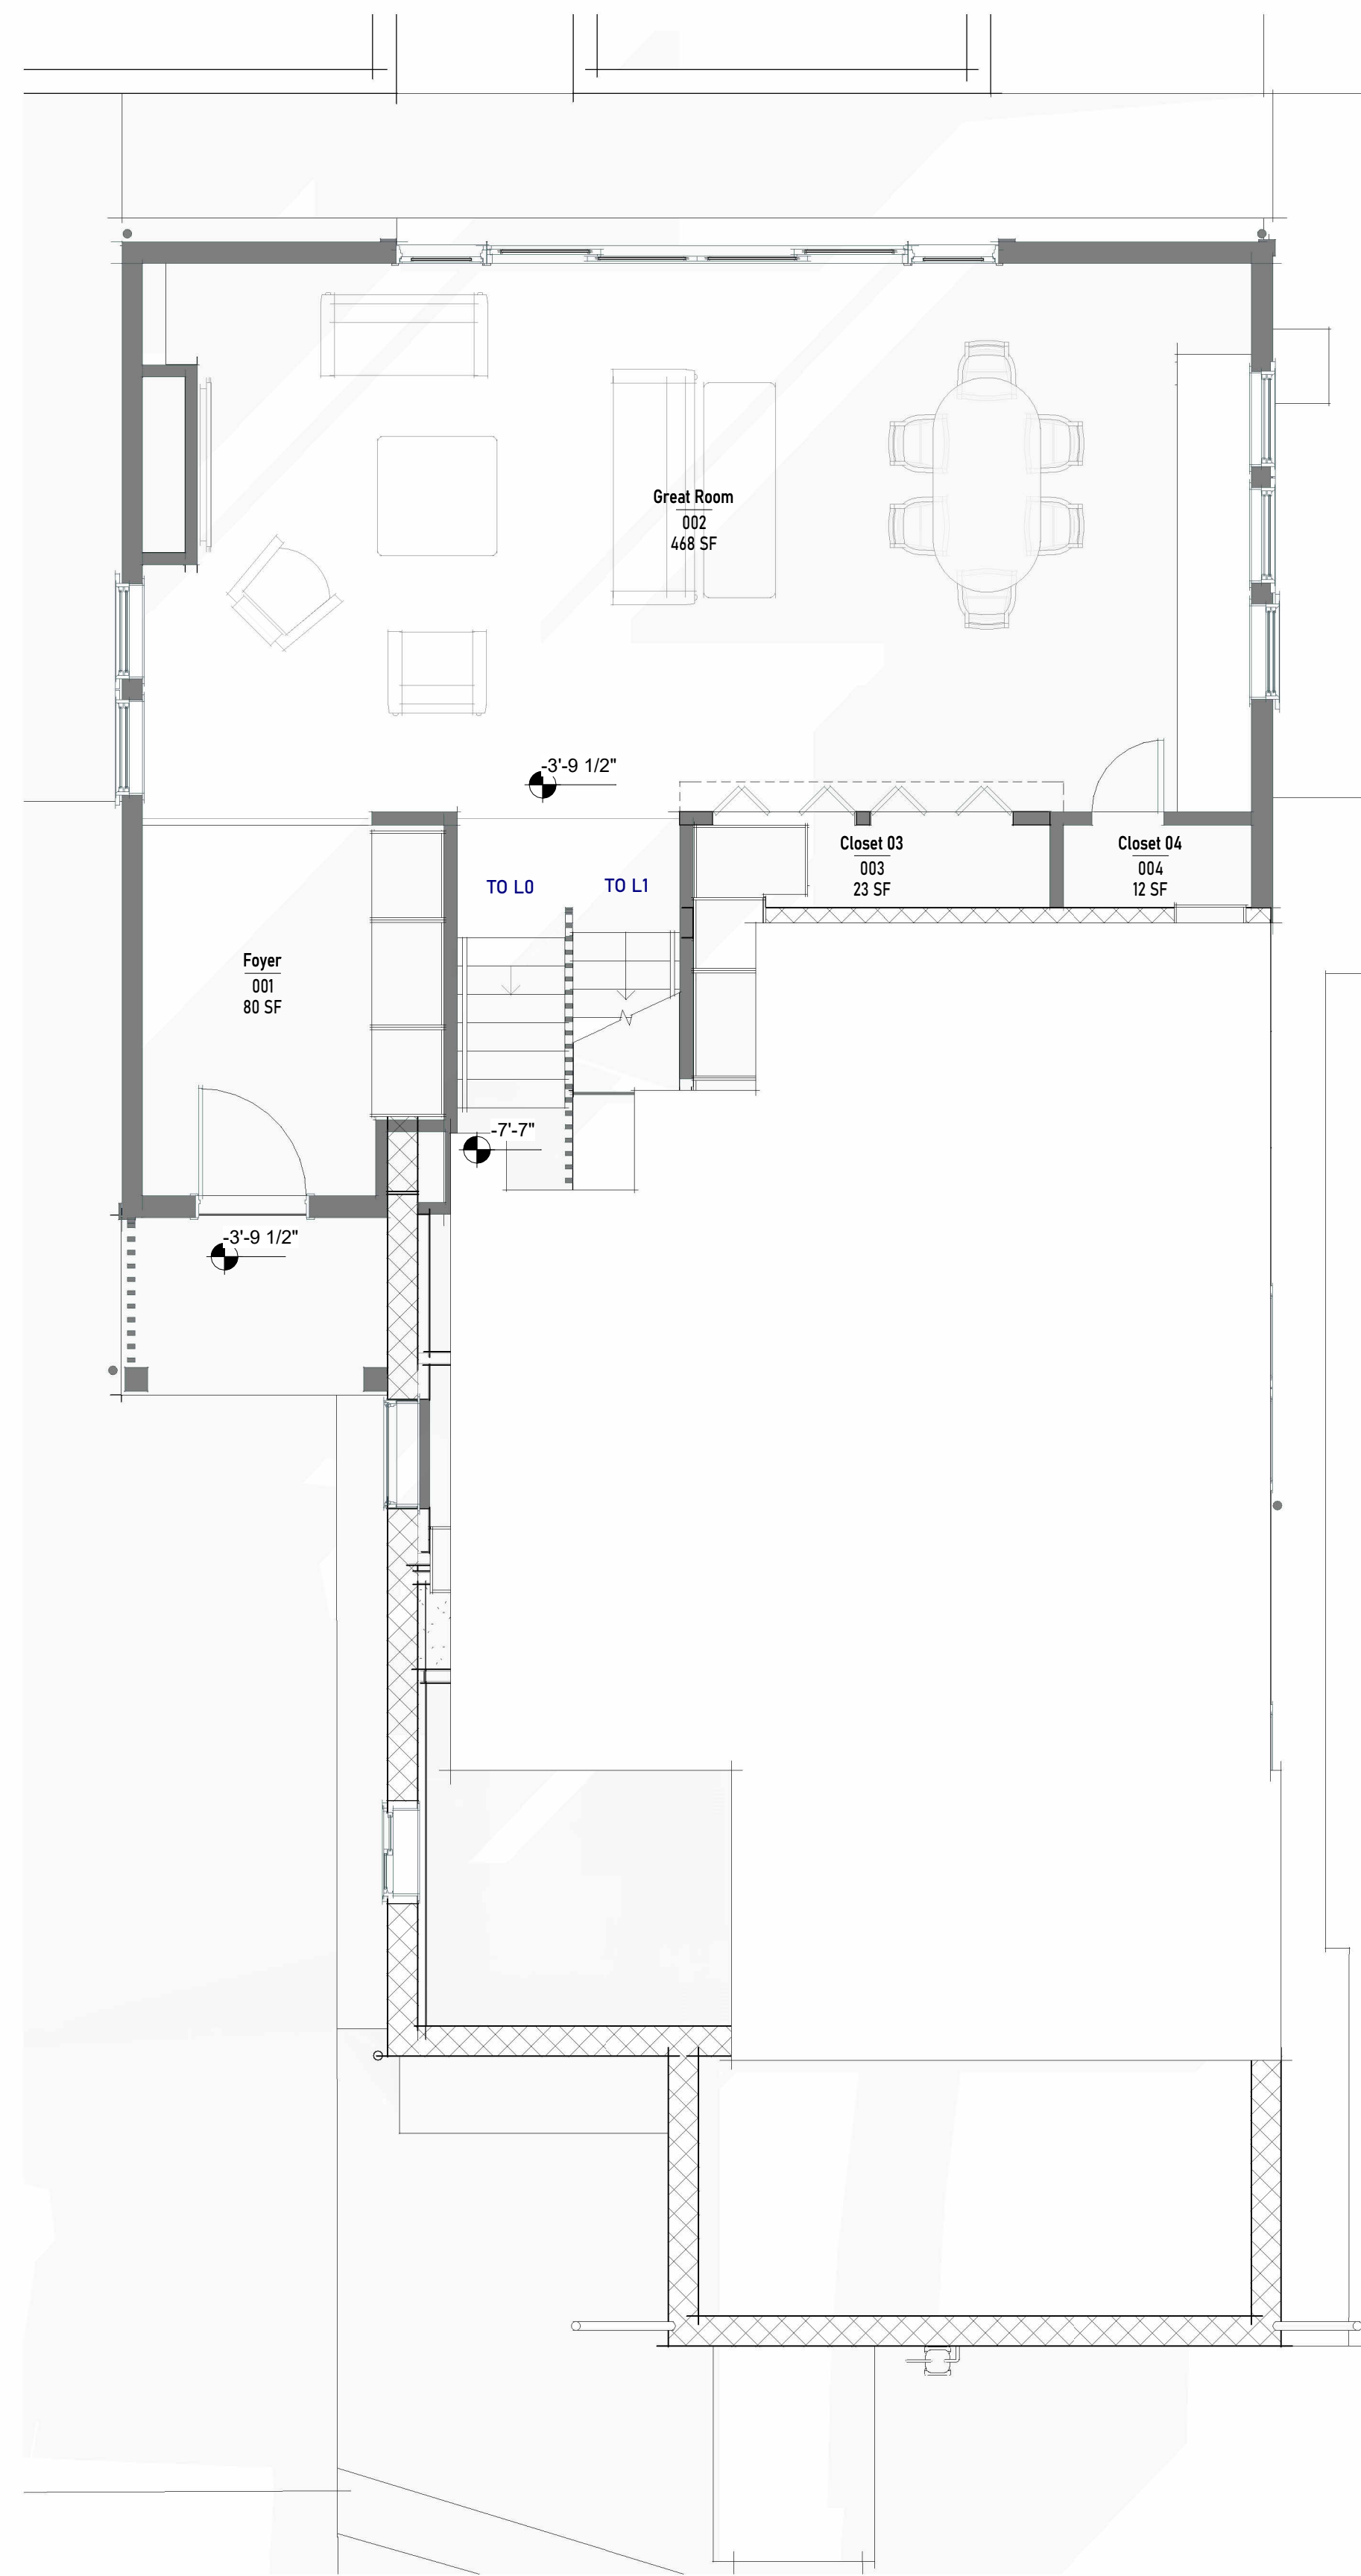 Great Room
002
468 SF
-3'-9 1/2"
Closet 03
003
23 SF
Closet 04
004
12 SF
TO L0
TO L1
Foyer
001
80 SF
-7'-7"
-3'-9 1/2"